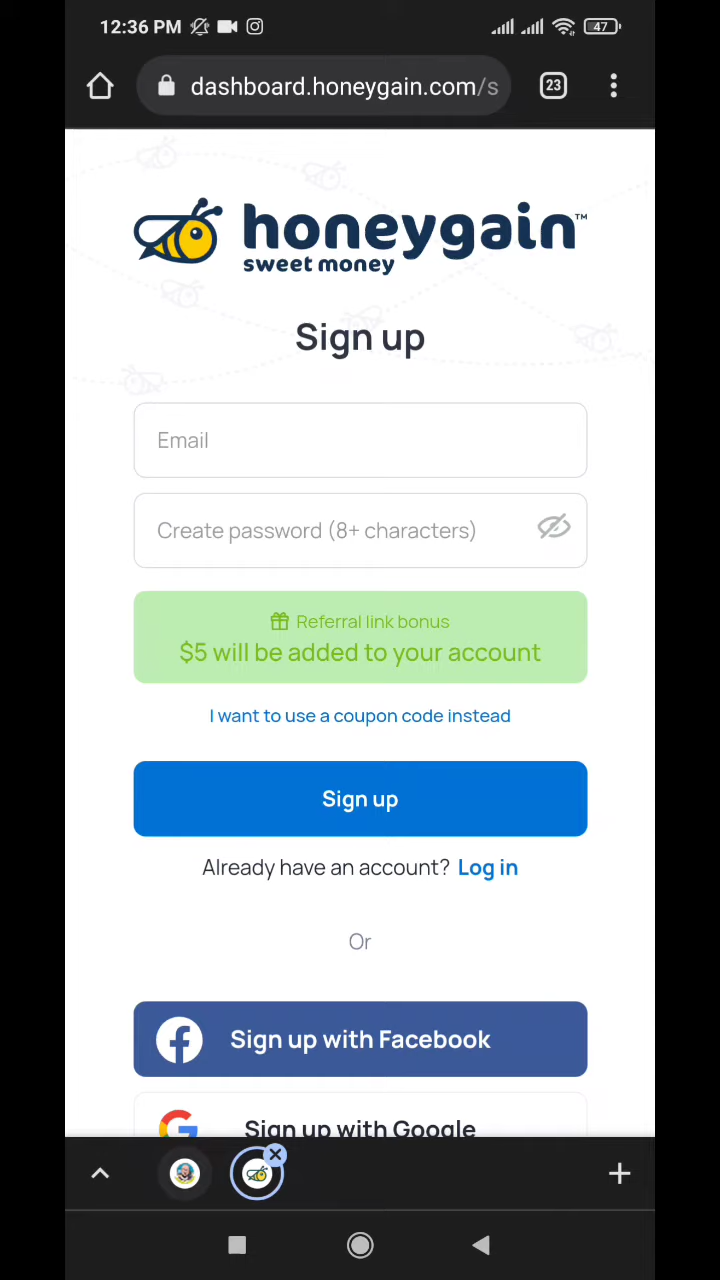 12:36 PM 47
dashboard.honeygain.com/s 23
honeygain™
sweet money
Sign up
Email
Create password (8+ characters)
Referral link bonus
$5 will be added to your account
I want to use a coupon code instead
Sign up
Already have an account? Log in
Or
Sign up with Facebook
Sign up with Google